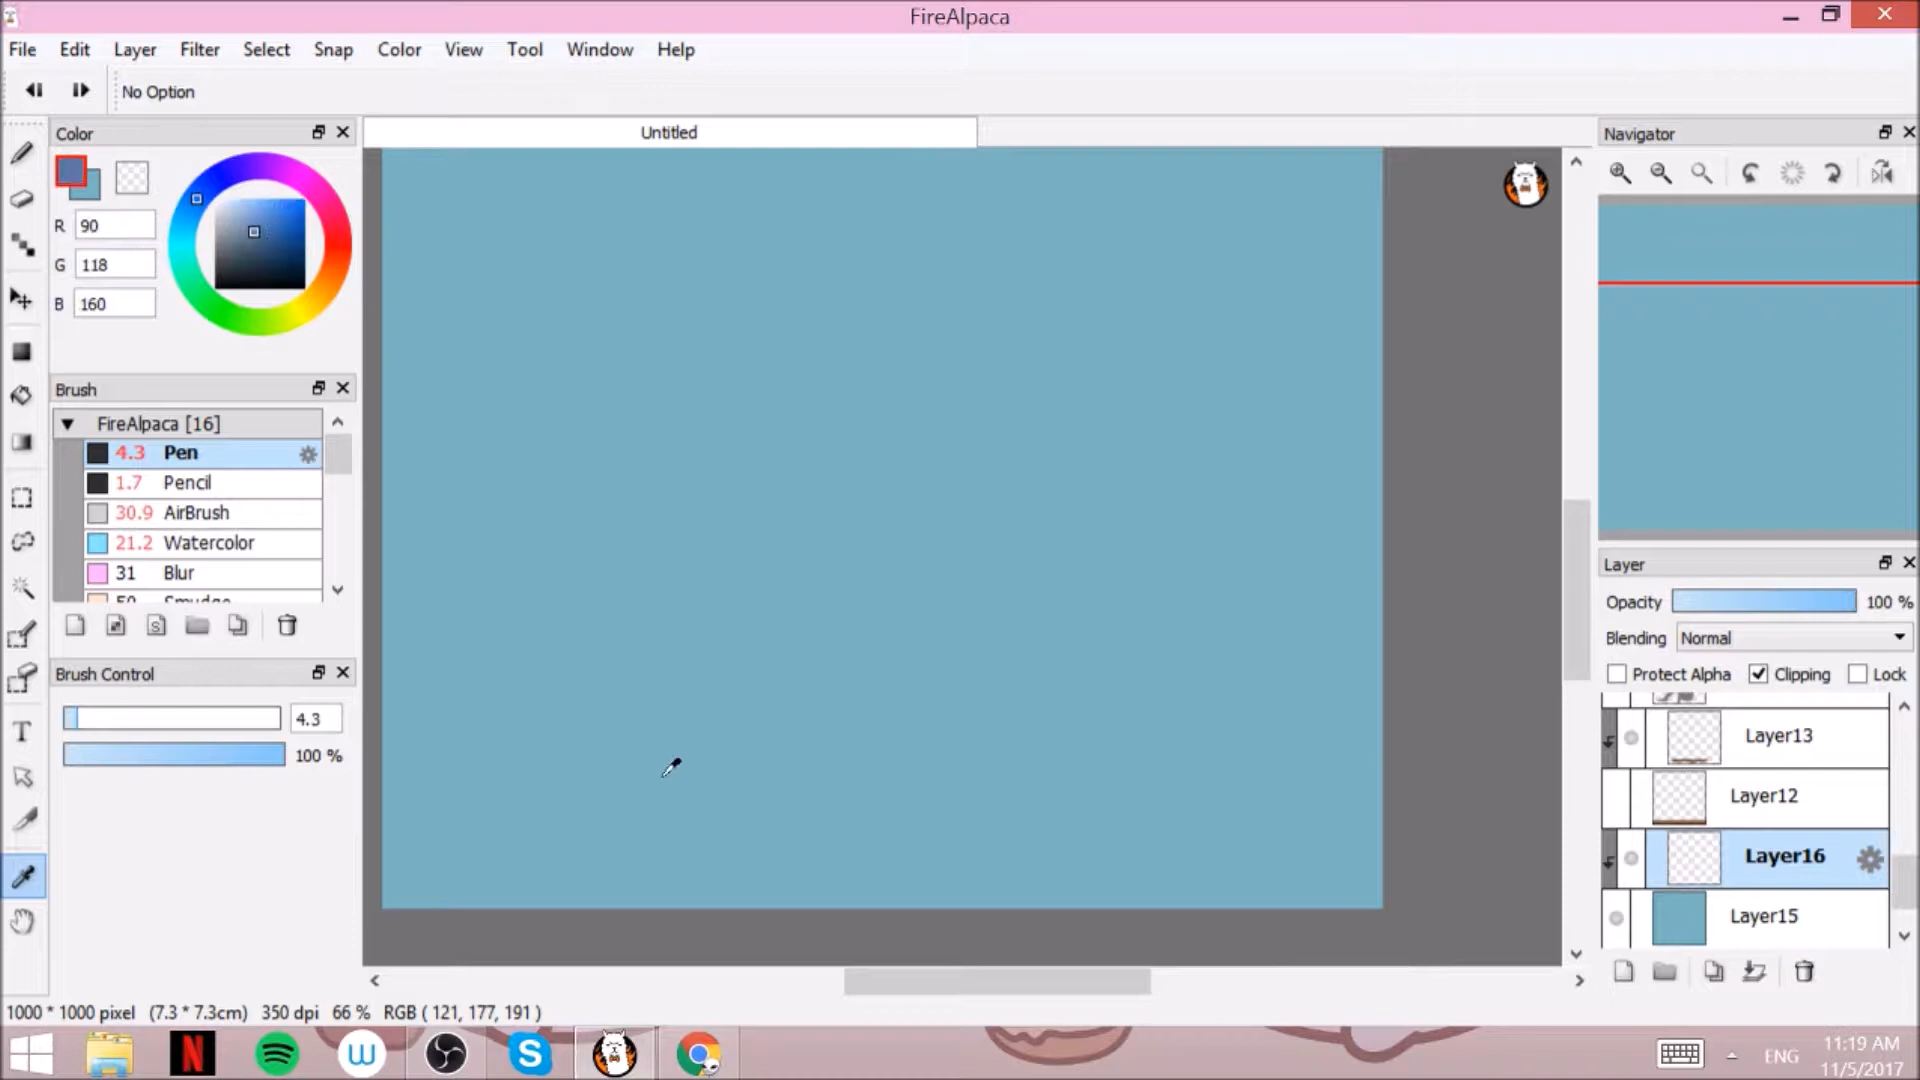 FireAlpaca
File Edit Layer Filter Select Snap Color View Tool Window Help
No Option
Color
R 90
G 118
B 160
Brush
FireAlpaca [16]
4.3 Pen
1.7 Pencil
30.9 AirBrush
21.2 Watercolor
31 Blur
50 Smudge
S
Brush Control
4.3
100 %
T
Untitled
Navigator
Layer
Opacity 100 %
Blending Normal
Protect Alpha Clipping Lock
Layer13
Layer12
Layer16
Layer15
1000 * 1000 pixel (7.3 * 7.3cm) 350 dpi 66 % RGB ( 121, 177, 191 )
N W S
ENG
11:19 AM
11/5/2017